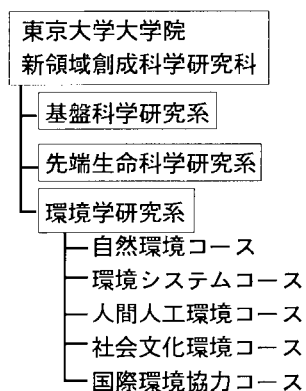 東京大学大学院
新領域創成科学研究科
基盤科学研究系
先端生命科学研究系
環境学研究系
自然環境コース
環境システムコース
人間人工環境コース
社会文化環境コース
国際環境協力コース